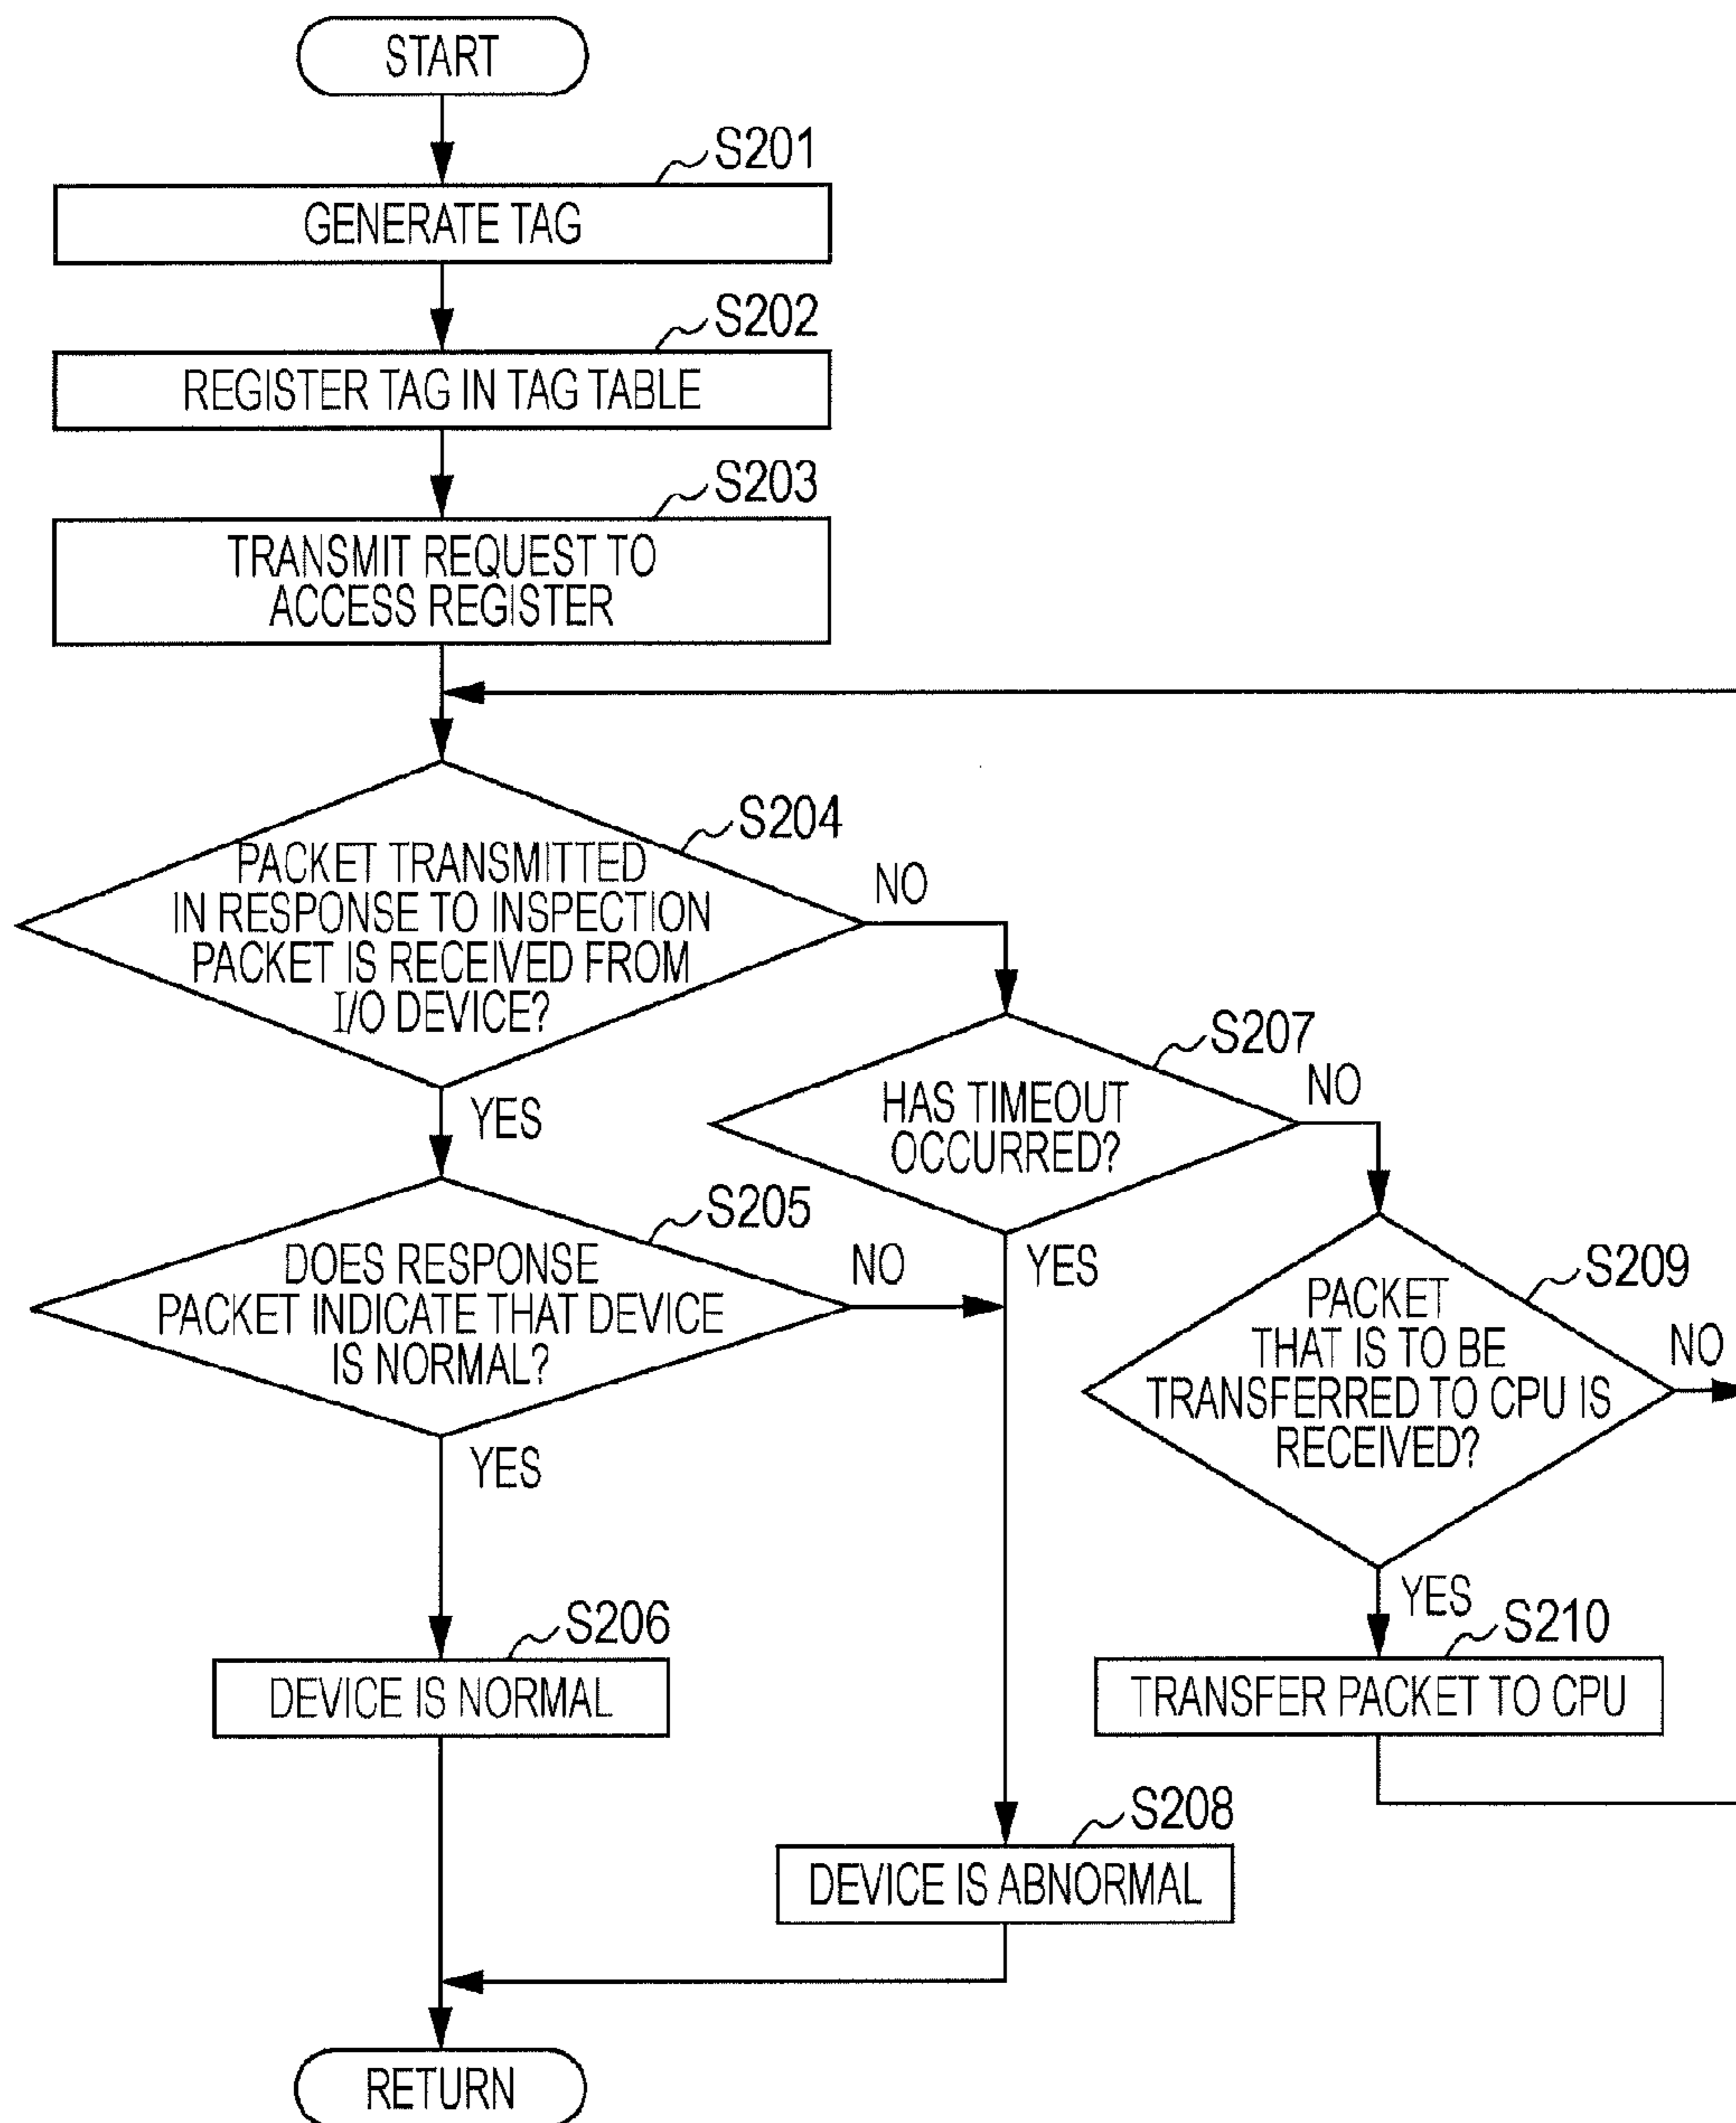 START
S201
GENERATE TAG
S202
REGISTER TAG IN TAG TABLE
S203
TRANSMIT REQUEST TO
ACCESS REGISTER
S204
PACKET TRANSMITTED
IN RESPONSE TO INSPECTION
PACKET IS RECEIVED FROM
I/O DEVICE?
NO
YES
S207
HAS TIMEOUT
OCCURRED?
NO
YES
S205
DOES RESPONSE
PACKET INDICATE THAT DEVICE
IS NORMAL?
NO
YES
S209
PACKET
THAT IS TO BE
TRANSFERRED TO CPU IS
RECEIVED?
NO
YES
S206
DEVICE IS NORMAL
S210
TRANSFER PACKET TO CPU
S208
DEVICE IS ABNORMAL
RETURN